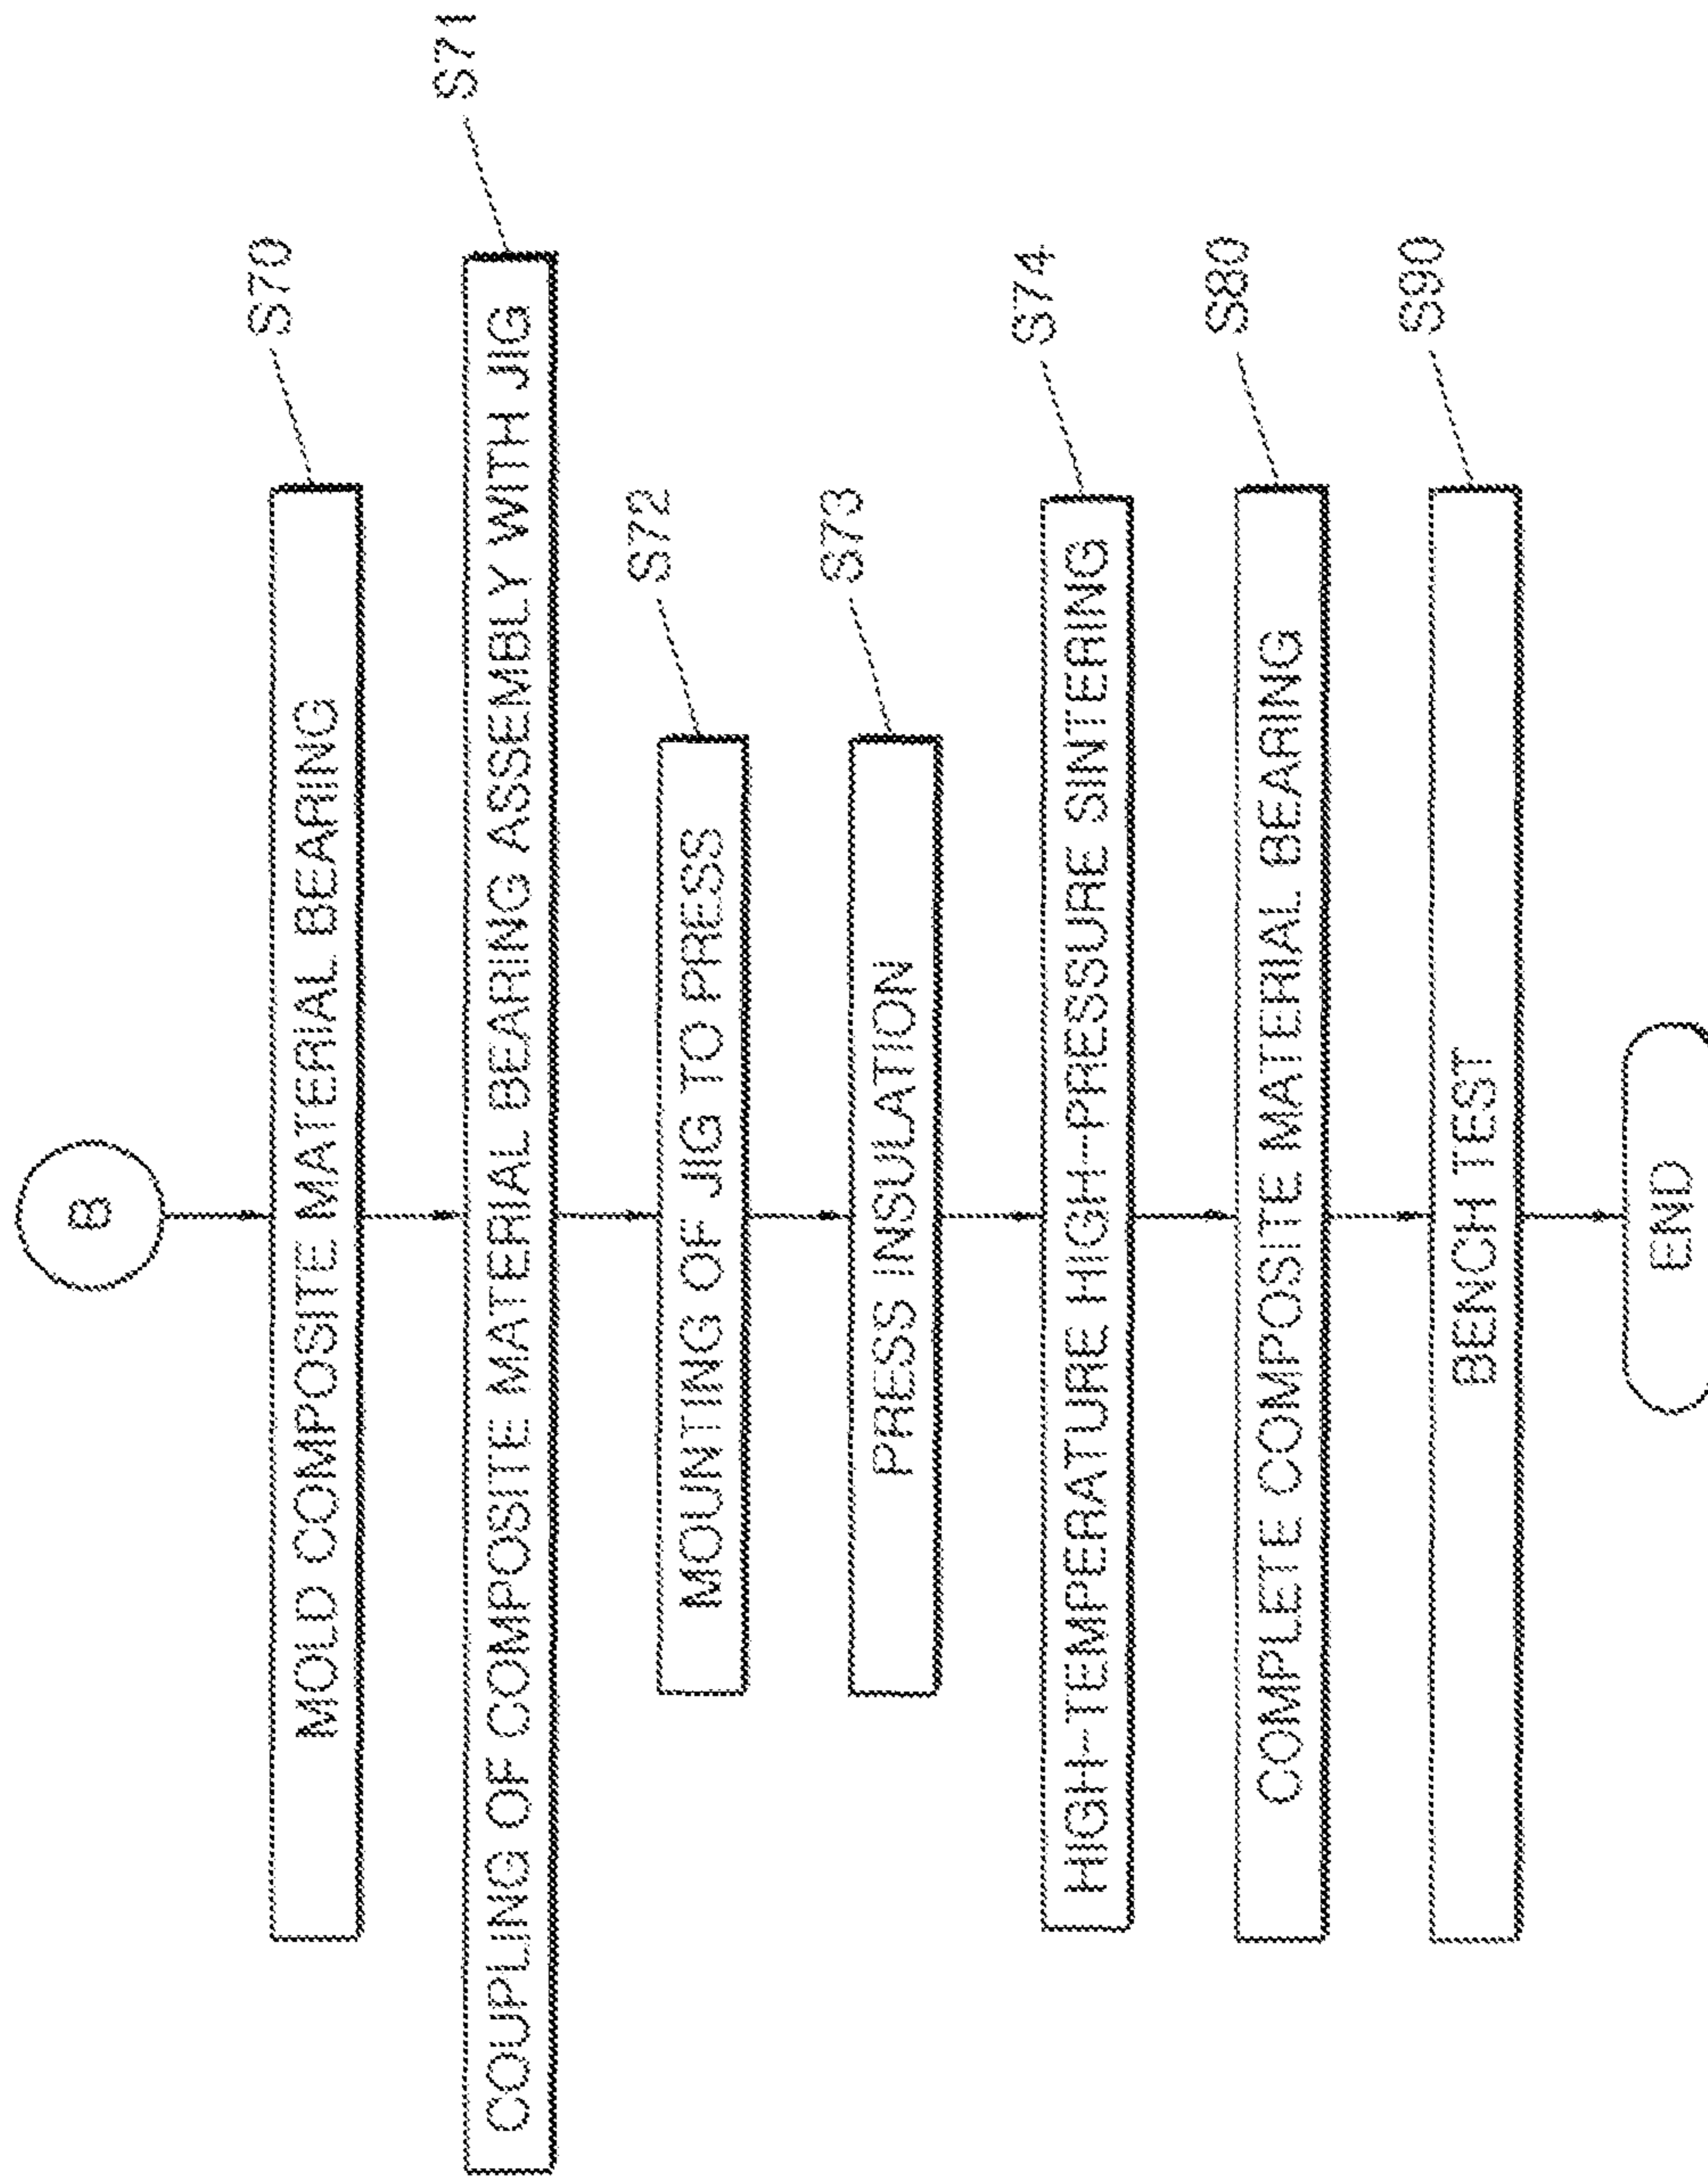 B
MOLD COMPOSITE MATERIAL BEARING
S70
COUPLING OF COMPOSITE MATERIAL BEARING ASSEMBLY WITH JIG
S71
MOUNTING OF JIG TO PRESS
S72
PRESS INSULATION
S73
HIGH-TEMPERATURE HIGH-PRESSURE SINTERING
S74
COMPLETE COMPOSITE MATERIAL BEARING
S80
BENCH TEST
S90
END